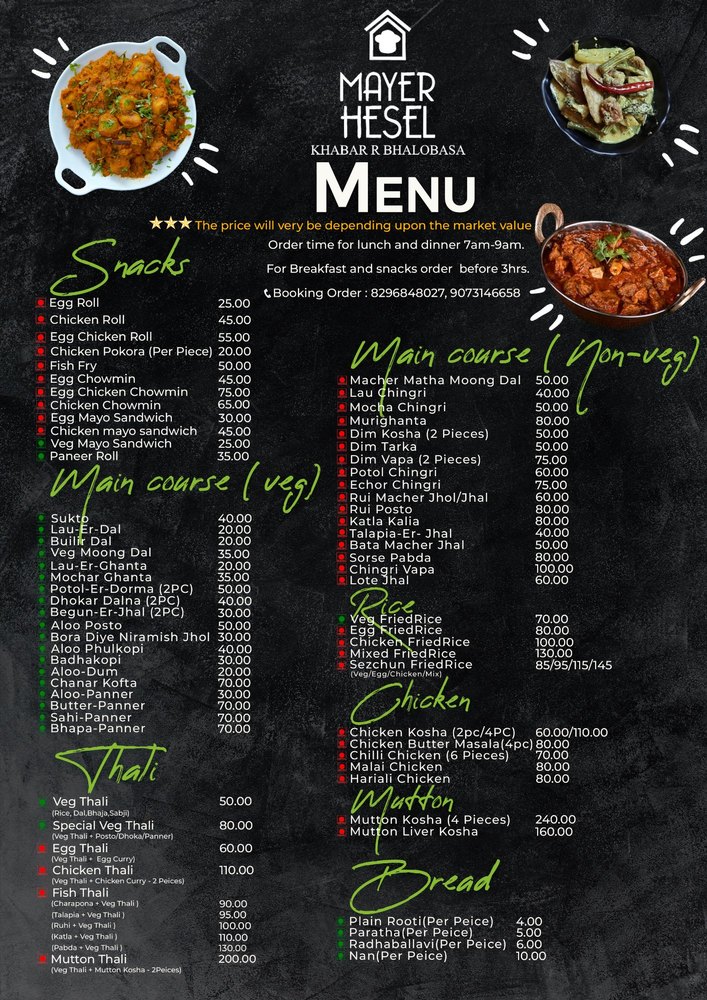 MAYER
HESEL
KHABAR R BHALOBASA
MENU
The price will very be depending upon the market value
Order time for lunch and dinner 7am-9am.
For Breakfast and snacks order before 3hrs.
Booking Order : 8296848027, 9073146658
Snacks
Egg Roll 25.00
Chicken Roll 45.00
Egg Chicken Roll 55.00
Chicken Pokora (Per Piece) 20.00
Fish Fry 50.00
Egg Chowmin 45.00
Egg Chicken Chowmin 75.00
Chicken Chowmin 65.00
Egg Mayo Sandwich 30.00
Chicken mayo sandwich 45.00
Veg Mayo Sandwich 25.00
Paneer Roll 35.00
Main course (veg)
Sukto 40.00
Lau-Er-Dal 20.00
Builir Dal 20.00
Veg Moong Dal 35.00
Lau-Er-Ghanta 20.00
Mochar Ghanta 35.00
Potol-Er-Dorma (2PC) 50.00
Dhokar Dalna (2PC) 40.00
Begun-Er-Jhal (2PC) 30.00
Aloo Posto 50.00
Bora Diye Niramish Jhol 30.00
Aloo Phulkopi 40.00
Badhakopi 30.00
Aloo-Dum 20.00
Chanar Kofta 70.00
Aloo-Panner 30.00
Butter-Panner 70.00
Sahi-Panner 70.00
Bhapa-Panner 70.00
Thali
Veg Thali 50.00
(Rice, Dal,Bhaja,Sabji)
Special Veg Thali 80.00
(Veg Thali + Posto/Dhoka/Panner)
Egg Thali 60.00
(Veg Thali + Egg Curry)
Chicken Thali 110.00
(Veg Thali + Chicken Curry - 2 Peices)
Fish Thali
(Charapona + Veg Thali ) 90.00
(Talapia + Veg Thali ) 95.00
(Ruhi + Veg Thali ) 100.00
(Katla + Veg Thali ) 110.00
(Pabda + Veg Thali ) 130.00
Mutton Thali 200.00
(Veg Thali + Mutton Kosha - 2Peices)
Main course (Non-veg)
Macher Matha Moong Dal 50.00
Lau Chingri 40.00
Mocha Chingri 50.00
Murighanta 80.00
Dim Kosha (2 Pieces) 50.00
Dim Tarka 50.00
Dim Vapa (2 Pieces) 75.00
Potol Chingri 60.00
Echor Chingri 75.00
Rui Macher Jhol/Jhal 60.00
Rui Posto 80.00
Katla Kalia 80.00
Talapia-Er- Jhal 40.00
Bata Macher Jhal 50.00
Sorse Pabda 80.00
Chingri Vapa 100.00
Lote Jhal 60.00
Rice
Veg FriedRice 70.00
Egg FriedRice 80.00
Chicken FriedRice 100.00
Mixed FriedRice 130.00
Sezchun FriedRice 85/95/115/145
(Veg/Egg/Chicken/Mix)
Chicken
Chicken Kosha (2pc/4PC) 60.00/110.00
Chicken Butter Masala(4pc) 80.00
Chilli Chicken (6 Pieces) 70.00
Malai Chicken 80.00
Hariali Chicken 80.00
Mutton
Mutton Kosha (4 Pieces) 240.00
Mutton Liver Kosha 160.00
Bread
Plain Rooti(Per Peice) 4.00
Paratha(Per Peice) 5.00
Radhaballavi(Per Peice) 6.00
Nan(Per Peice) 10.00